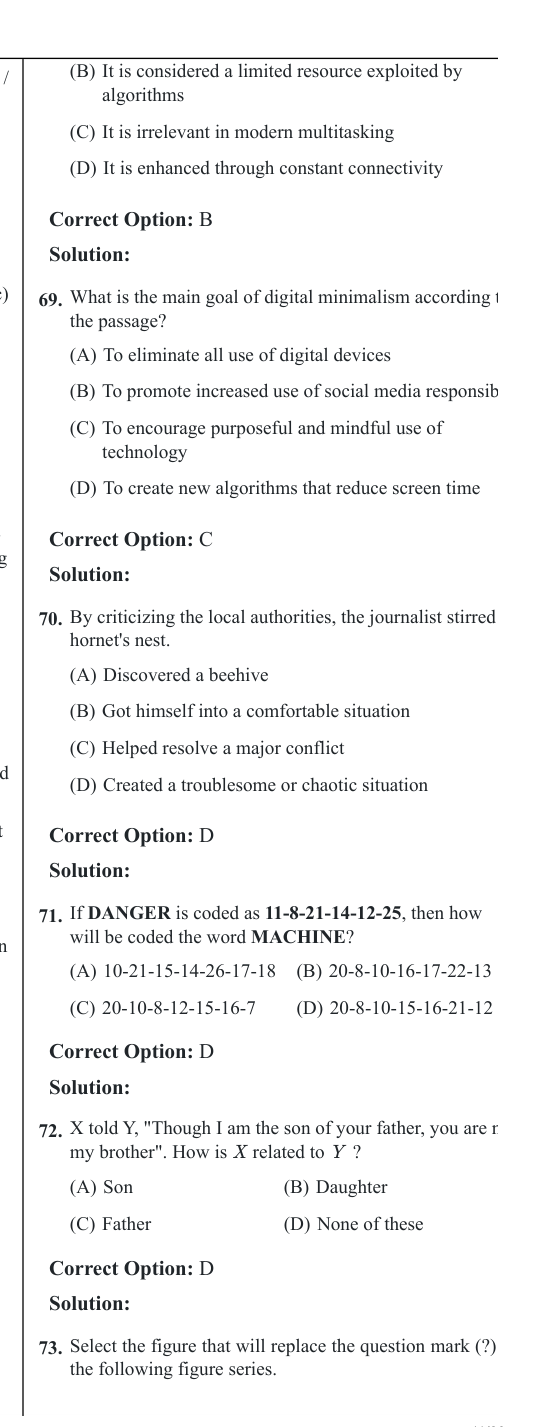 /
(B) It is considered a limited resource exploited by
algorithms
(C) It is irrelevant in modern multitasking
(D) It is enhanced through constant connectivity
Correct Option: B
Solution:
69. What is the main goal of digital minimalism according
the passage?
(A) To eliminate all use of digital devices
(B) To promote increased use of social media responsib
(C) To encourage purposeful and mindful use of
technology
(D) To create new algorithms that reduce screen time
Correct Option: C
Solution:
70. By criticizing the local authorities, the journalist stirred
hornet's nest.
(A) Discovered a beehive
(B) Got himself into a comfortable situation
(C) Helped resolve a major conflict
(D) Created a troublesome or chaotic situation
Correct Option: D
Solution:
71. If DANGER is coded as 11-8-21-14-12-25, then how
will be coded the word MACHINE?
(A) 10-21-15-14-26-17-18 (B) 20-8-10-16-17-22-13
(C) 20-10-8-12-15-16-7 (D) 20-8-10-15-16-21-12
Correct Option: D
Solution:
72. X told Y, "Though I am the son of your father, you are
my brother". How is X related to Y ?
(A) Son (B) Daughter
(C) Father (D) None of these
Correct Option: D
Solution:
73. Select the figure that will replace the question mark (?)
the following figure series.